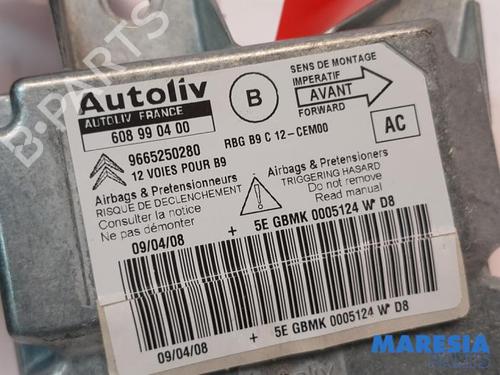 Autoliv
AUTOLIV FRANCE
608 99 04 00
B
SENS DE MONTAGE
IMPERATIF
AVANT
FORWARD
AC
RBG B9 C 12-CEM00
9665250280
12 VOIES POUR B9
Airbags & Pretensionneurs
RISQUE DE DECLENCHEMENT
Consulter la notice
Ne pas démonter
Airbags & Pretensioners
TRIGGERING HASARD
Do not remove
Read manual
09/04/08 + 5E GBMK 0005124 W* D8
09/04/08 + 5E GBMK 0005124 W* D8
Autoliv
B-PARTS
MARESIA
AUTO RECYCLING